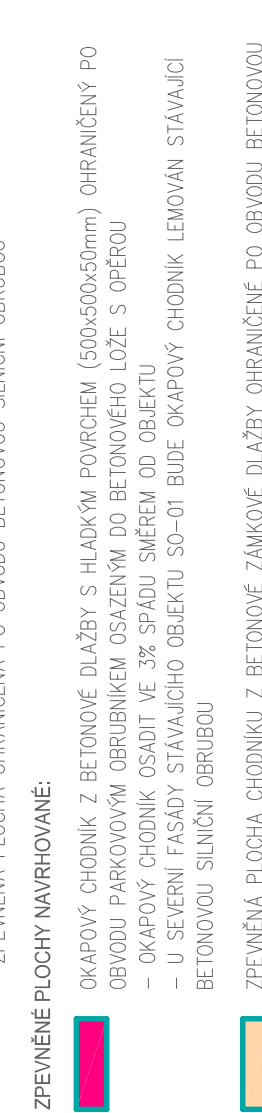 ZPEVNĚNÉ PLOCHY NAVRHOVANÉ:
OKAPOVÝ CHODNÍK Z BETONOVÉ DLAŽBY S HLADKÝM POVRCHEM (500x500x50mm) OHRANIČENÝ PO
OBVODU PARKOVOVÝM OBRUBNÍKEM OSAZENÝM DO BETONOVÉHO LOŽE S OPĚROU
– OKAPOVÝ CHODNÍK OSADIT VE 3% SPÁDU SMĚREM OD OBJEKTU
– U SEVERNÍ FASÁDY STÁVAJÍCÍHO OBJEKTU SO–01 BUDE OKAPOVÝ CHODNÍK LEMOVÁN STÁVAJÍCÍ
BETONOVOU SILNIČNÍ OBRUBOU
ZPEVNĚNÁ PLOCHA CHODNÍKU Z BETONOVÉ ZÁMKOVÉ DLAŽBY OHRANIČENÉ PO OBVODU BETONOVOU